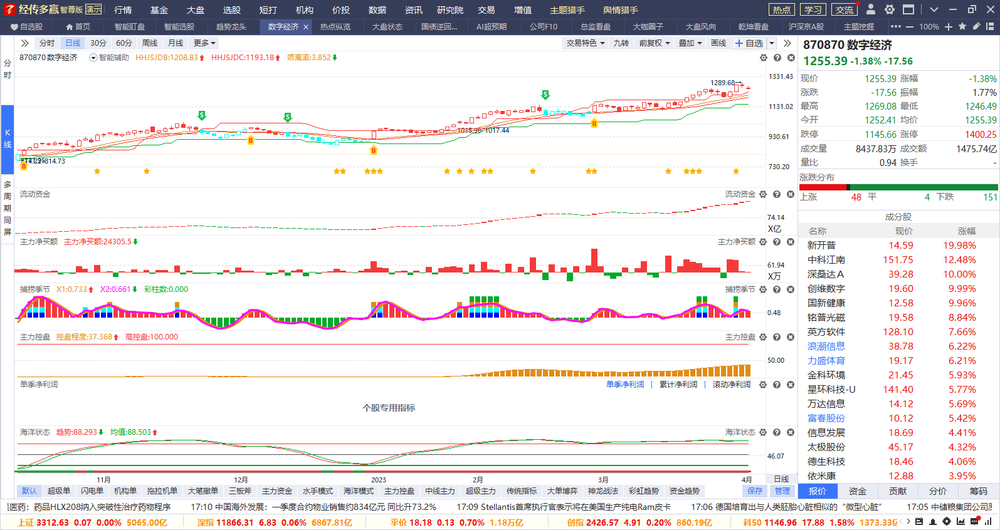 经传多赢 智尊版 演示 行情 基金 大盘 选股 短打 机构 价投 数据 资讯 研究院 交易 增值 主题猎手 舆情猎手 热点 学习 交流
自选股 首页 智能盯盘 智能选股 趋势龙头 数字经济 × 热点纵览 大盘状态 国债逆回... AI超预期 公司F10 总监看盘 大咖圈子 大盘风向 乾坤看盘 沪深京A股 主题挖掘 ••• — 100% +
分时 日线 30分 60分 周线 月线 更多 交易特色 九转 前复权 叠加 画线 +自选
870870 数字经济 智能辅助 HHJSJDB:1208.83 HHJSJDC:1193.18 乖离率:3.852
分时
K线
多周期同屏
1331.43
1289.68
1131.02
S
S
S
1015.96-1017.44
930.61
B
B
B
B
814.73
730.20
流动资金 流动资金
74.14
X亿
主力净买额 主力净买额:24305.5 主力净买额
61.94
X万
捕捞季节 X1:0.733 X2:0.661 彩柱数:0.000 捕捞季节
0.48
主力控盘 控盘程度:37.368 高控盘:100.000 主力控盘
50.00
单季净利润 单季净利润 | 累计净利润 | 滚动净利润
个股专用指标
海洋状态 趋势:88.293 均值:88.503 海洋状态
46.07
11月 12月 2023 2月 3月 4月 日线
默认 超级单 闪电单 机构单 拖拉机单 大笔撤单 三板斧 主力资金 水手模式 海洋模式 主力控盘 中线主力 超级主力 传统指标 大单博弈 神龙战法 彩虹趋势 资金趋势 保存 管理
870870 数字经济
1255.39 -1.38% -17.56
现价 1255.39 涨幅 -1.38%
涨跌 -17.56 振幅 1.77%
最高 1269.08 最低 1246.49
今开 1252.41 均价 1255.39
跌停 1145.66 涨停 1400.25
成交量 8437.83万 成交额 1475.74亿
量比 0.94 换手 -
涨跌分布
上涨 48 平 4 下跌 151
成分股
名称 现价 涨幅
新开普 14.59 19.98%
中科江南 151.75 12.48%
深桑达Ａ 39.28 10.00%
创维数字 19.60 9.99%
国新健康 12.58 9.96%
铭普光磁 19.58 8.84%
英方软件 128.10 7.66%
浪潮信息 38.78 6.22%
力盛体育 19.17 6.21%
金科环境 21.45 5.93%
星环科技-U 141.40 5.77%
万达信息 14.12 5.69%
富春股份 10.12 5.42%
信息发展 18.69 4.41%
太极股份 45.17 4.32%
德生科技 18.46 4.06%
依米康 12.88 3.95%
报价 资金 贡献 分价 筹码
医药：药品HLX208纳入突破性治疗药物程序 17:10 中国海外发展：一季度合约物业销售约834亿元 同比升73.2% 17:09 Stellantis首席执行官表示将在美国生产纯电Ram皮卡 17:06 德国培育出与人类胚胎心脏相似的“微型心脏” 17:05 中储粮集团公司
上证 3312.63 0.07 0.00% 5065.00亿 深指 11866.31 6.83 0.06% 6867.81亿 平价 18.18 0.13 0.70% 1.18万亿 创指 2426.57 4.91 0.20% 860.19亿 科50 1146.96 17.88 1.58% 1373.33亿